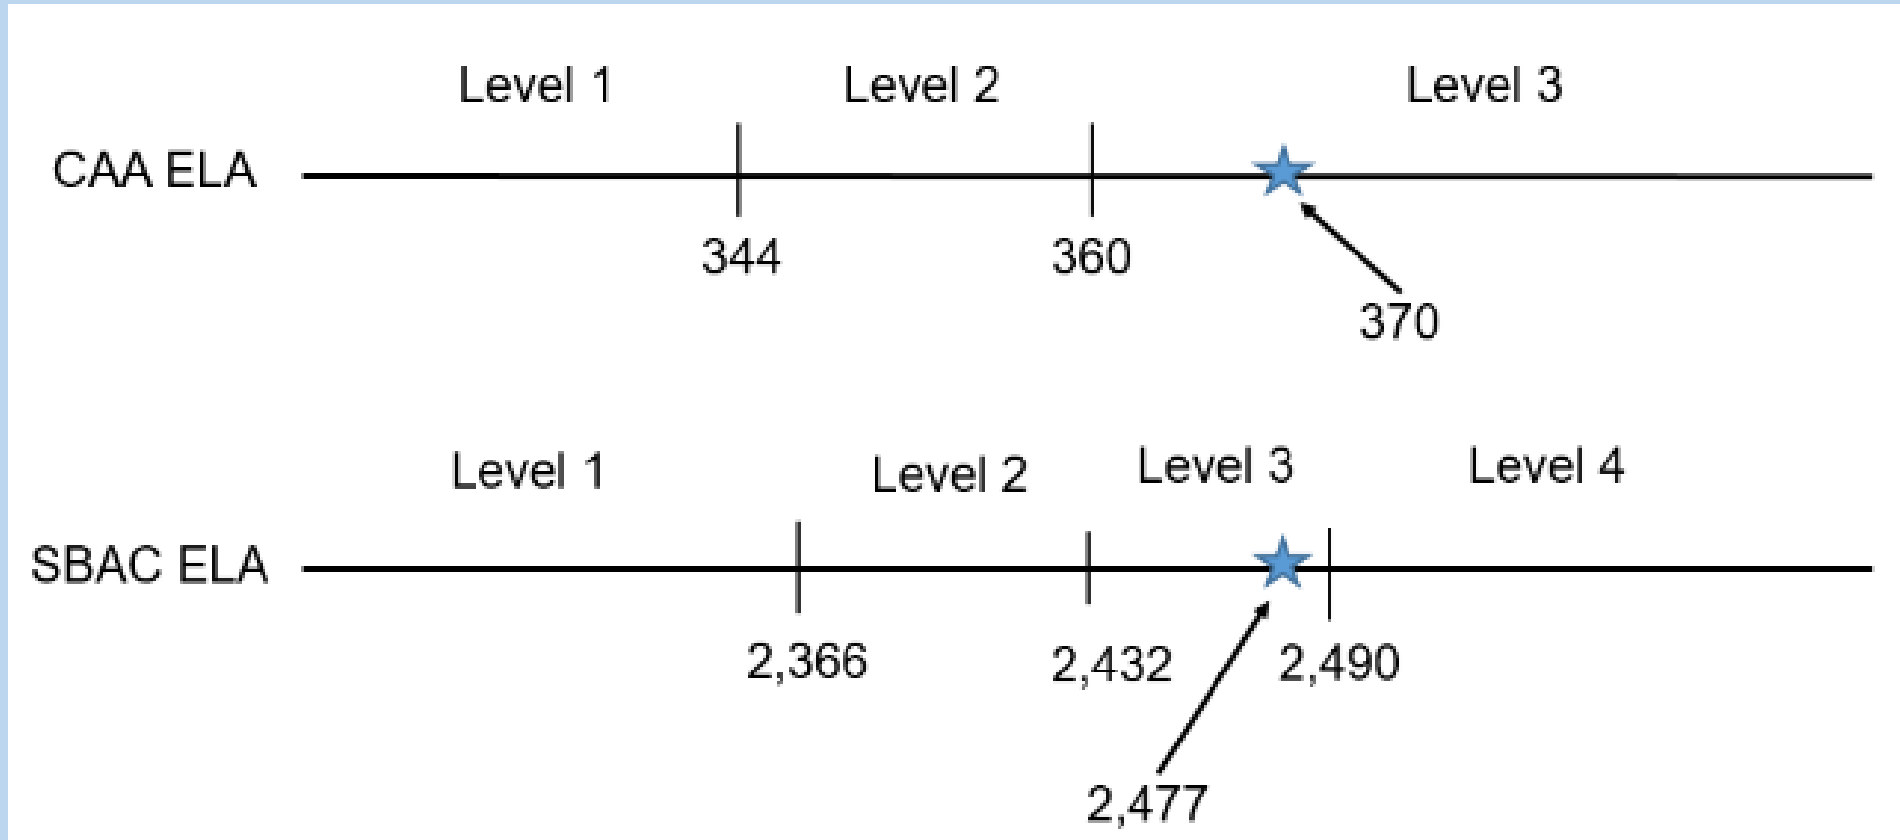 Level 1 Level 2 Level 3
CAA ELA
344 360
370
Level 1 Level 2 Level 3 Level 4
SBAC ELA
2,366 2,432 2,490
2,477